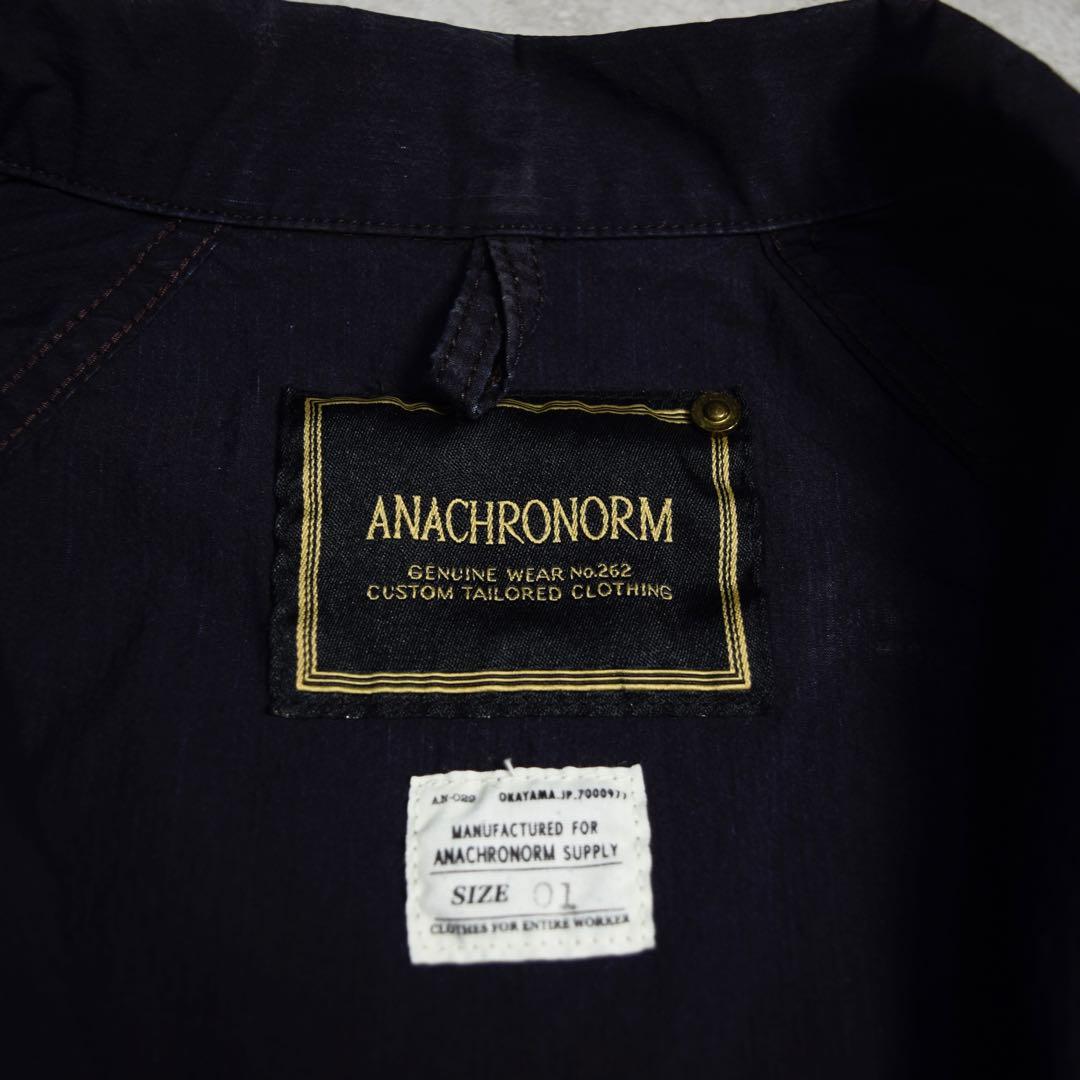 ANACHRONORM
GENUINE WEAR No.262
CUSTOM TAILORED CLOTHING
AN-029 OKAYAMA.JP.7000977
MANUFACTURED FOR
ANACHRONORM SUPPLY
SIZE 01
CLOTHES FOR ENTIRE WORKER